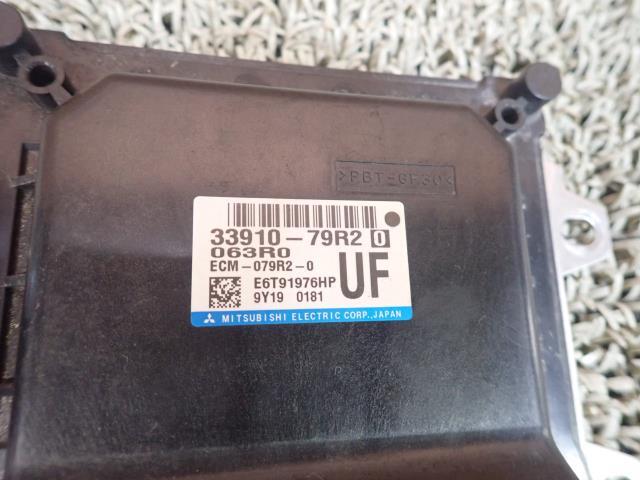 >PBT-GF30<
33910-79R2 0
063R0
ECM-079R2-0
E6T91976HP
9Y19 0181
UF
MITSUBISHI ELECTRIC CORP., JAPAN